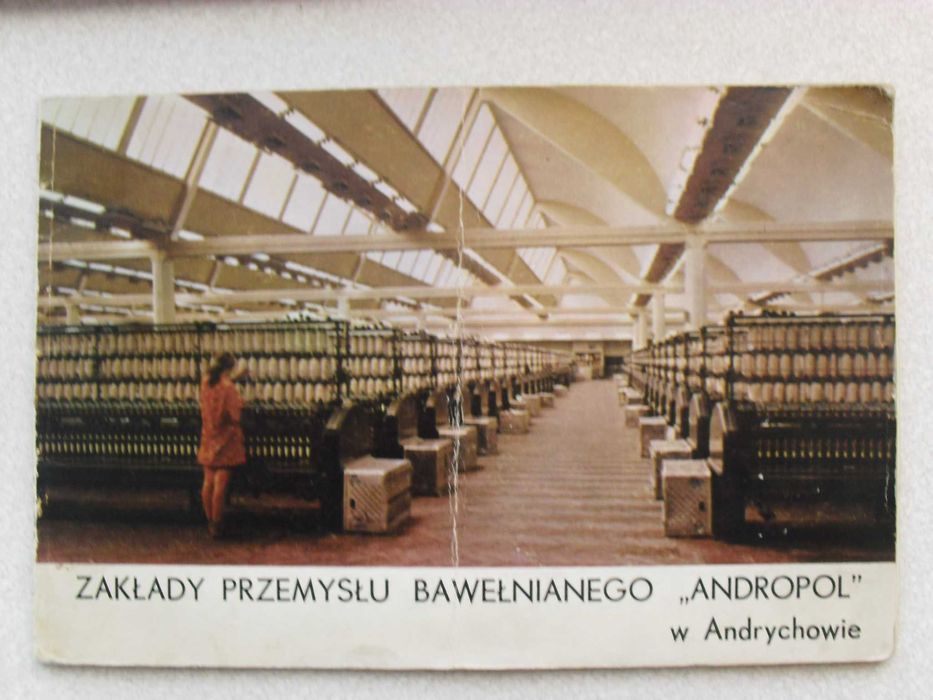 ZAKŁADY PRZEMYSŁU BAWEŁNIANEGO „ANDROPOL”
w Andrychowie